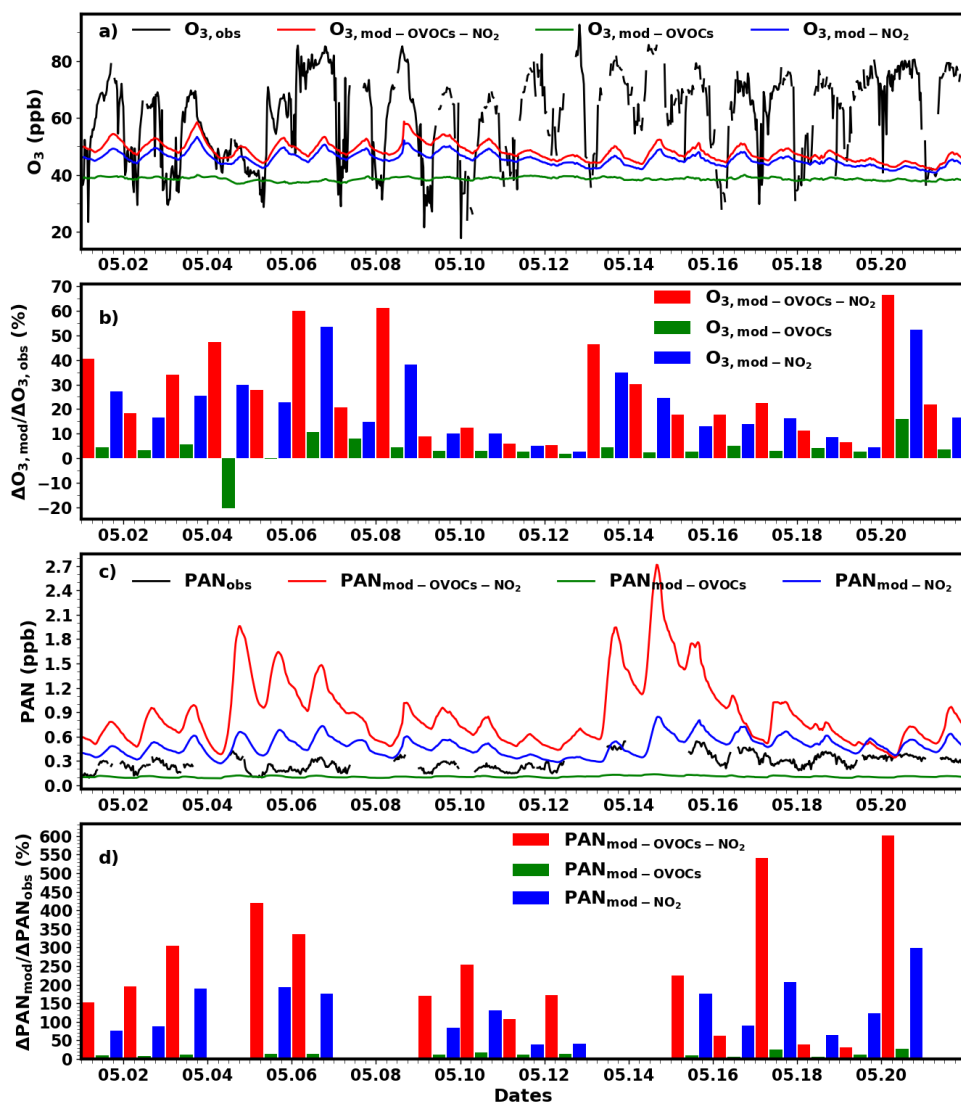 a) O3,obs O3,mod−OVOCs−NO2 O3,mod−OVOCs O3,mod−NO2
O3 (ppb)
80
60
40
20
05.02 05.04 05.06 05.08 05.10 05.12 05.14 05.16 05.18 05.20
b)
O3,mod−OVOCs−NO2
O3,mod−OVOCs
O3,mod−NO2
ΔO3,mod/ΔO3,obs (%)
70
60
50
40
30
20
10
0
−10
−20
05.02 05.04 05.06 05.08 05.10 05.12 05.14 05.16 05.18 05.20
c) PANobs PANmod−OVOCs−NO2 PANmod−OVOCs PANmod−NO2
PAN (ppb)
2.7
2.4
2.1
1.8
1.5
1.2
0.9
0.6
0.3
0.0
05.02 05.04 05.06 05.08 05.10 05.12 05.14 05.16 05.18 05.20
d)
PANmod−OVOCs−NO2
PANmod−OVOCs
PANmod−NO2
ΔPANmod/ΔPANobs (%)
600
550
500
450
400
350
300
250
200
150
100
50
0
05.02 05.04 05.06 05.08 05.10 05.12 05.14 05.16 05.18 05.20
Dates